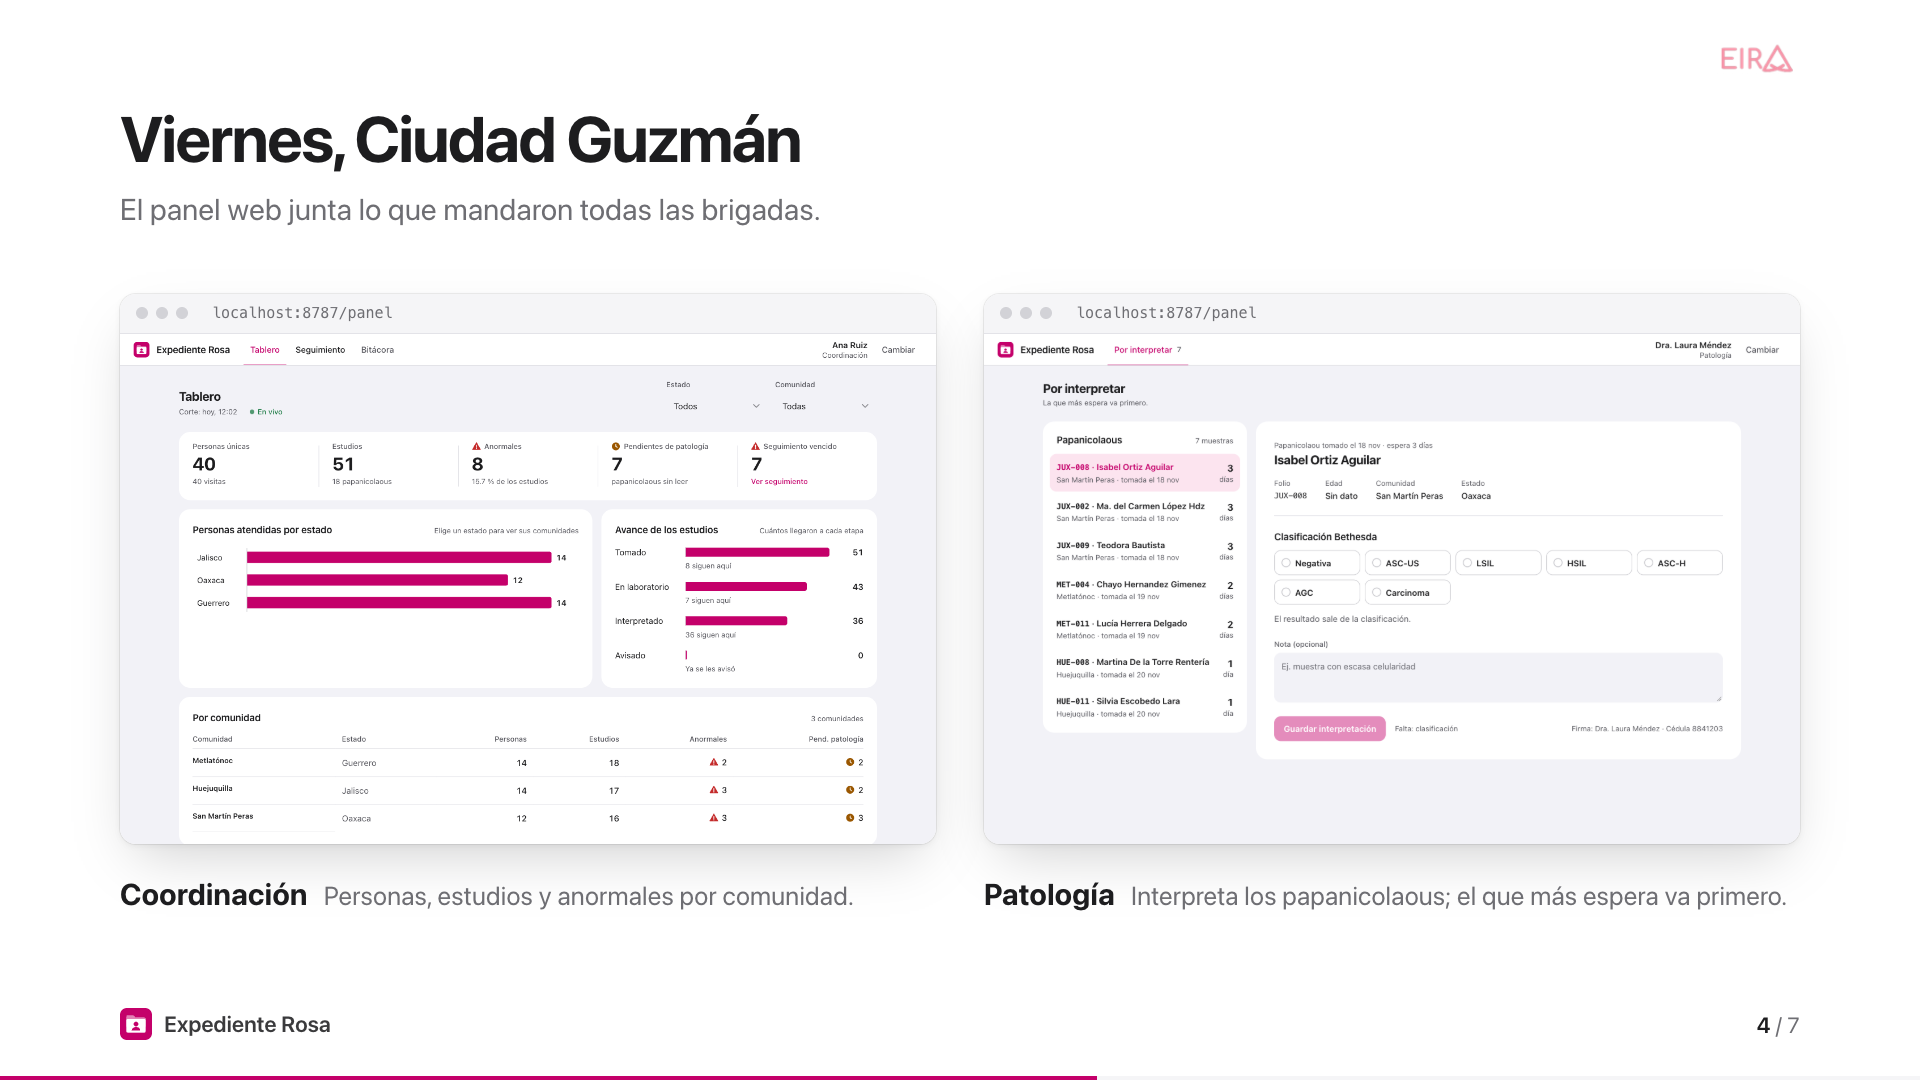 EIRA
Viernes, Ciudad Guzmán
El panel web junta lo que mandaron todas las brigadas.
localhost:8787/panel
Expediente Rosa
Tablero
Seguimiento
Bitácora
Ana Ruiz
Coordinación
Cambiar
Tablero
Corte: hoy, 12:02
En vivo
Estado
Todos
Comunidad
Todas
Personas únicas
40
40 visitas
Estudios
51
18 papanicolaous
Anormales
8
15.7 % de los estudios
Pendientes de patología
7
papanicolaous sin leer
Seguimiento vencido
7
Ver seguimiento
Personas atendidas por estado
Elige un estado para ver sus comunidades
Jalisco 14
Oaxaca 12
Guerrero 14
Avance de los estudios
Cuántos llegaron a cada etapa
Tomado 51
8 siguen aquí
En laboratorio 43
7 siguen aquí
Interpretado 36
36 siguen aquí
Avisado 0
Ya se les avisó
Por comunidad
3 comunidades
Comunidad Estado Personas Estudios Anormales Pend. patología
Metlatónoc Guerrero 14 18 2 2
Huejuquilla Jalisco 14 17 3 2
San Martín Peras Oaxaca 12 16 3 3
Coordinación Personas, estudios y anormales por comunidad.
localhost:8787/panel
Expediente Rosa
Por interpretar 7
Dra. Laura Méndez
Patología
Cambiar
Por interpretar
La que más espera va primero.
Papanicolaous
7 muestras
JUX-008 · Isabel Ortiz Aguilar 3
San Martín Peras · tomada el 18 nov días
JUX-002 · Ma. del Carmen López Hdz 3
San Martín Peras · tomada el 18 nov días
JUX-009 · Teodora Bautista 3
San Martín Peras · tomada el 18 nov días
MET-004 · Chayo Hernandez Gimenez 2
Metlatónoc · tomada el 19 nov días
MET-011 · Lucía Herrera Delgado 2
Metlatónoc · tomada el 19 nov días
HUE-008 · Martina De la Torre Rentería 1
Huejuquilla · tomada el 20 nov día
HUE-011 · Silvia Escobedo Lara 1
Huejuquilla · tomada el 20 nov día
Papanicolaou tomado el 18 nov · espera 3 días
Isabel Ortiz Aguilar
Folio Edad Comunidad Estado
JUX-008 Sin dato San Martín Peras Oaxaca
Clasificación Bethesda
Negativa ASC-US LSIL HSIL ASC-H
AGC Carcinoma
El resultado sale de la clasificación.
Nota (opcional)
Ej. muestra con escasa celularidad
Guardar interpretación
Falta: clasificación
Firma: Dra. Laura Méndez · Cédula 8841203
Patología Interpreta los papanicolaous; el que más espera va primero.
Expediente Rosa
4 / 7